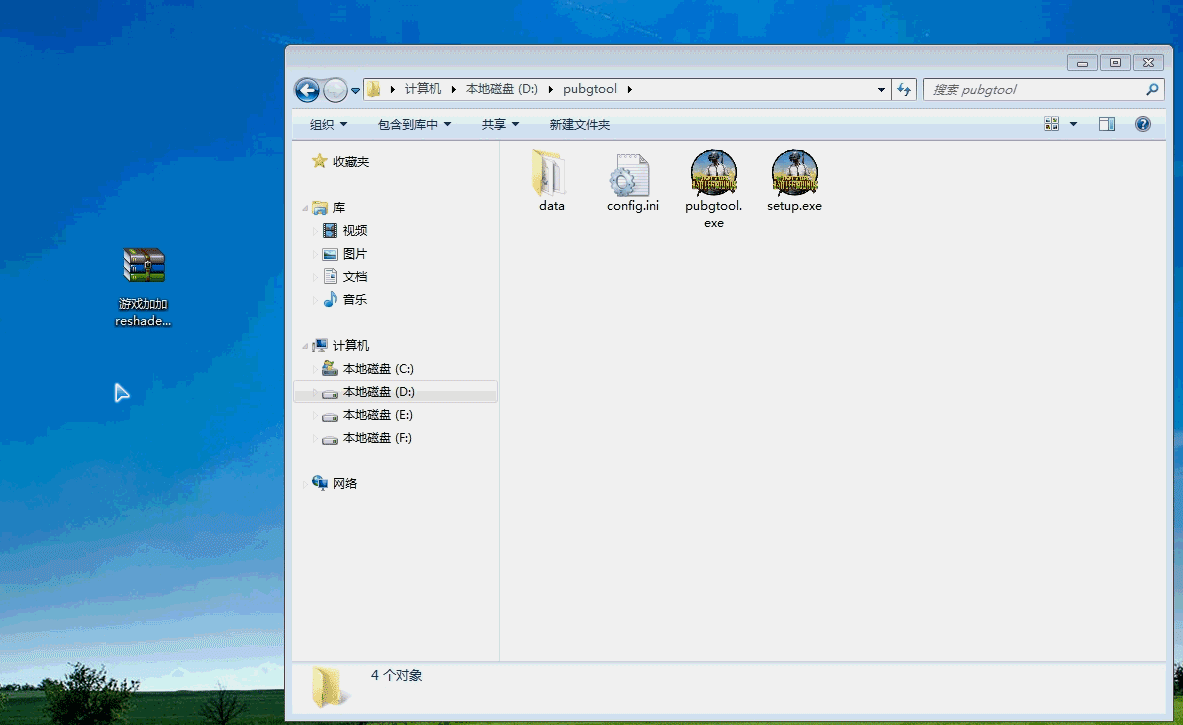 计算机 本地磁盘 (D:) pubgtool
搜索 pubgtool
组织 包含到库中 共享 新建文件夹
收藏夹
库
视频
图片
文档
音乐
计算机
本地磁盘 (C:)
本地磁盘 (D:)
本地磁盘 (E:)
本地磁盘 (F:)
网络
data
config.ini
pubgtool.
exe
setup.exe
游戏加加
reshade...
4 个对象